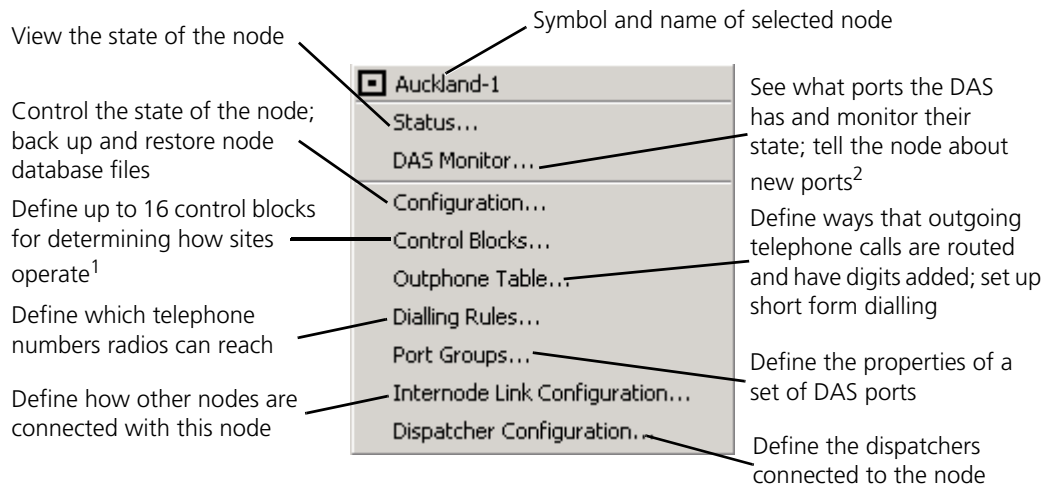 Symbol and name of selected node
View the state of the node
Control the state of the node;
back up and restore node
database files
Define up to 16 control blocks
for determining how sites
operate1
Define which telephone
numbers radios can reach
Define how other nodes are
connected with this node
Auckland-1
Status...
DAS Monitor...
Configuration...
Control Blocks...
Outphone Table...
Dialling Rules...
Port Groups...
Internode Link Configuration...
Dispatcher Configuration...
See what ports the DAS
has and monitor their
state; tell the node about
new ports2
Define ways that outgoing
telephone calls are routed
and have digits added; set up
short form dialling
Define the properties of a
set of DAS ports
Define the dispatchers
connected to the node